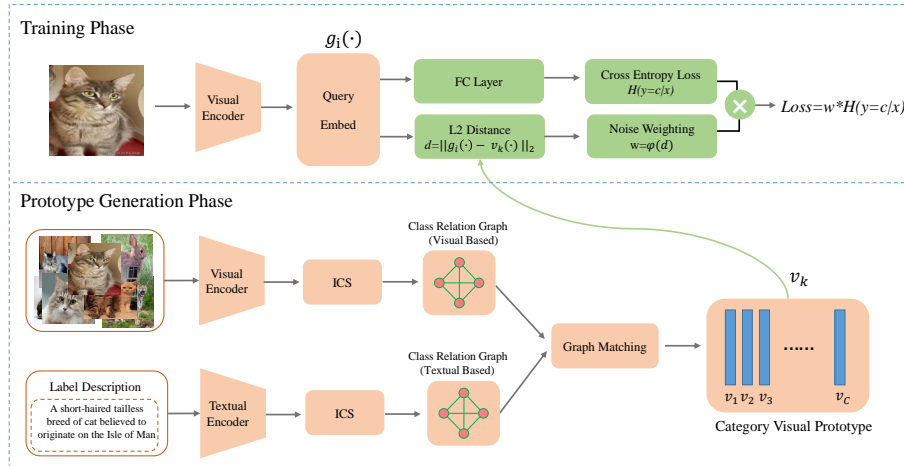 Training Phase
g_i(·)
Visual
Encoder
Query
Embed
FC Layer
Cross Entropy Loss
H(y=c|x)
L2 Distance
d=||g_i(·) − v_k(·)||_2
Noise Weighting
w=φ(d)
Loss=w*H(y=c|x)
Prototype Generation Phase
Visual
Encoder
ICS
Class Relation Graph
(Visual Based)
Label Description
A short-haired tailless
breed of cat believed to
originate on the Isle of Man
Textual
Encoder
ICS
Class Relation Graph
(Textual Based)
Graph Matching
v_k
……
v_1 v_2 v_3 v_C
Category Visual Prototype